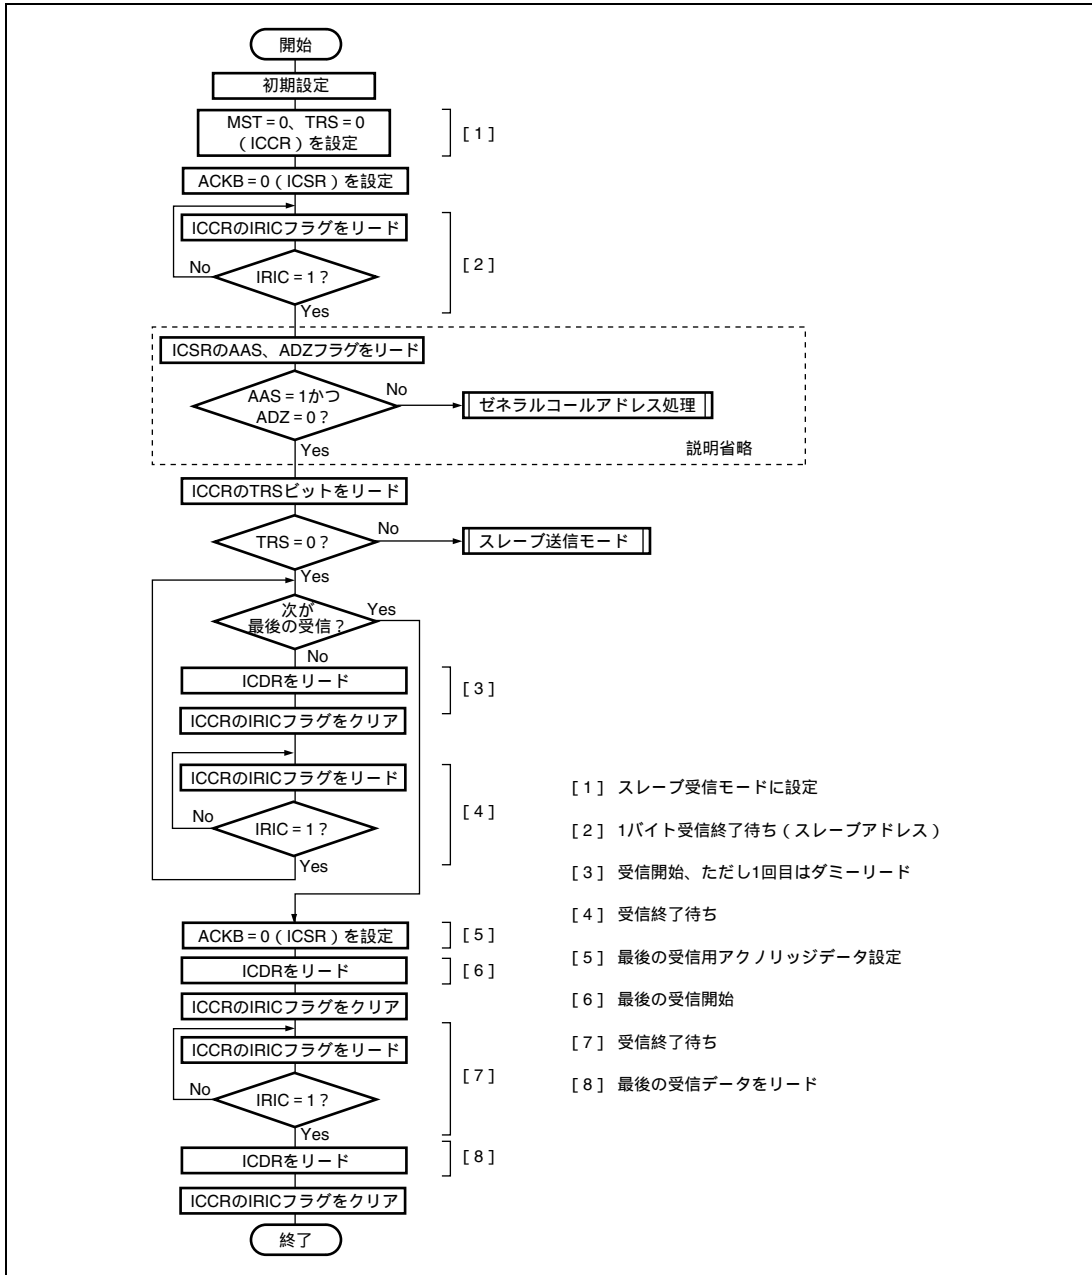 開始
初期設定
MST = 0、TRS = 0
( ICCR ) を設定
[ 1 ]
ACKB = 0 ( ICSR ) を設定
ICCRのIRICフラグをリード
[ 2 ]
No
IRIC = 1 ?
Yes
ICSRのAAS、ADZフラグをリード
AAS = 1かつ
ADZ = 0 ?
No
ゼネラルコールアドレス処理
Yes
説明省略
ICCRのTRSビットをリード
TRS = 0 ?
No
スレーブ送信モード
Yes
次が
最後の受信 ?
Yes
No
ICDRをリード
[ 3 ]
ICCRのIRICフラグをクリア
ICCRのIRICフラグをリード
[ 4 ]
No
IRIC = 1 ?
Yes
ACKB = 0 ( ICSR ) を設定
[ 5 ]
ICDRをリード
[ 6 ]
ICCRのIRICフラグをクリア
ICCRのIRICフラグをリード
[ 7 ]
No
IRIC = 1 ?
Yes
ICDRをリード
[ 8 ]
ICCRのIRICフラグをクリア
終了
[ 1 ] スレーブ受信モードに設定
[ 2 ] 1バイト受信終了待ち ( スレーブアドレス )
[ 3 ] 受信開始、ただし1回目はダミーリード
[ 4 ] 受信終了待ち
[ 5 ] 最後の受信用アクノリッジデータ設定
[ 6 ] 最後の受信開始
[ 7 ] 受信終了待ち
[ 8 ] 最後の受信データをリード